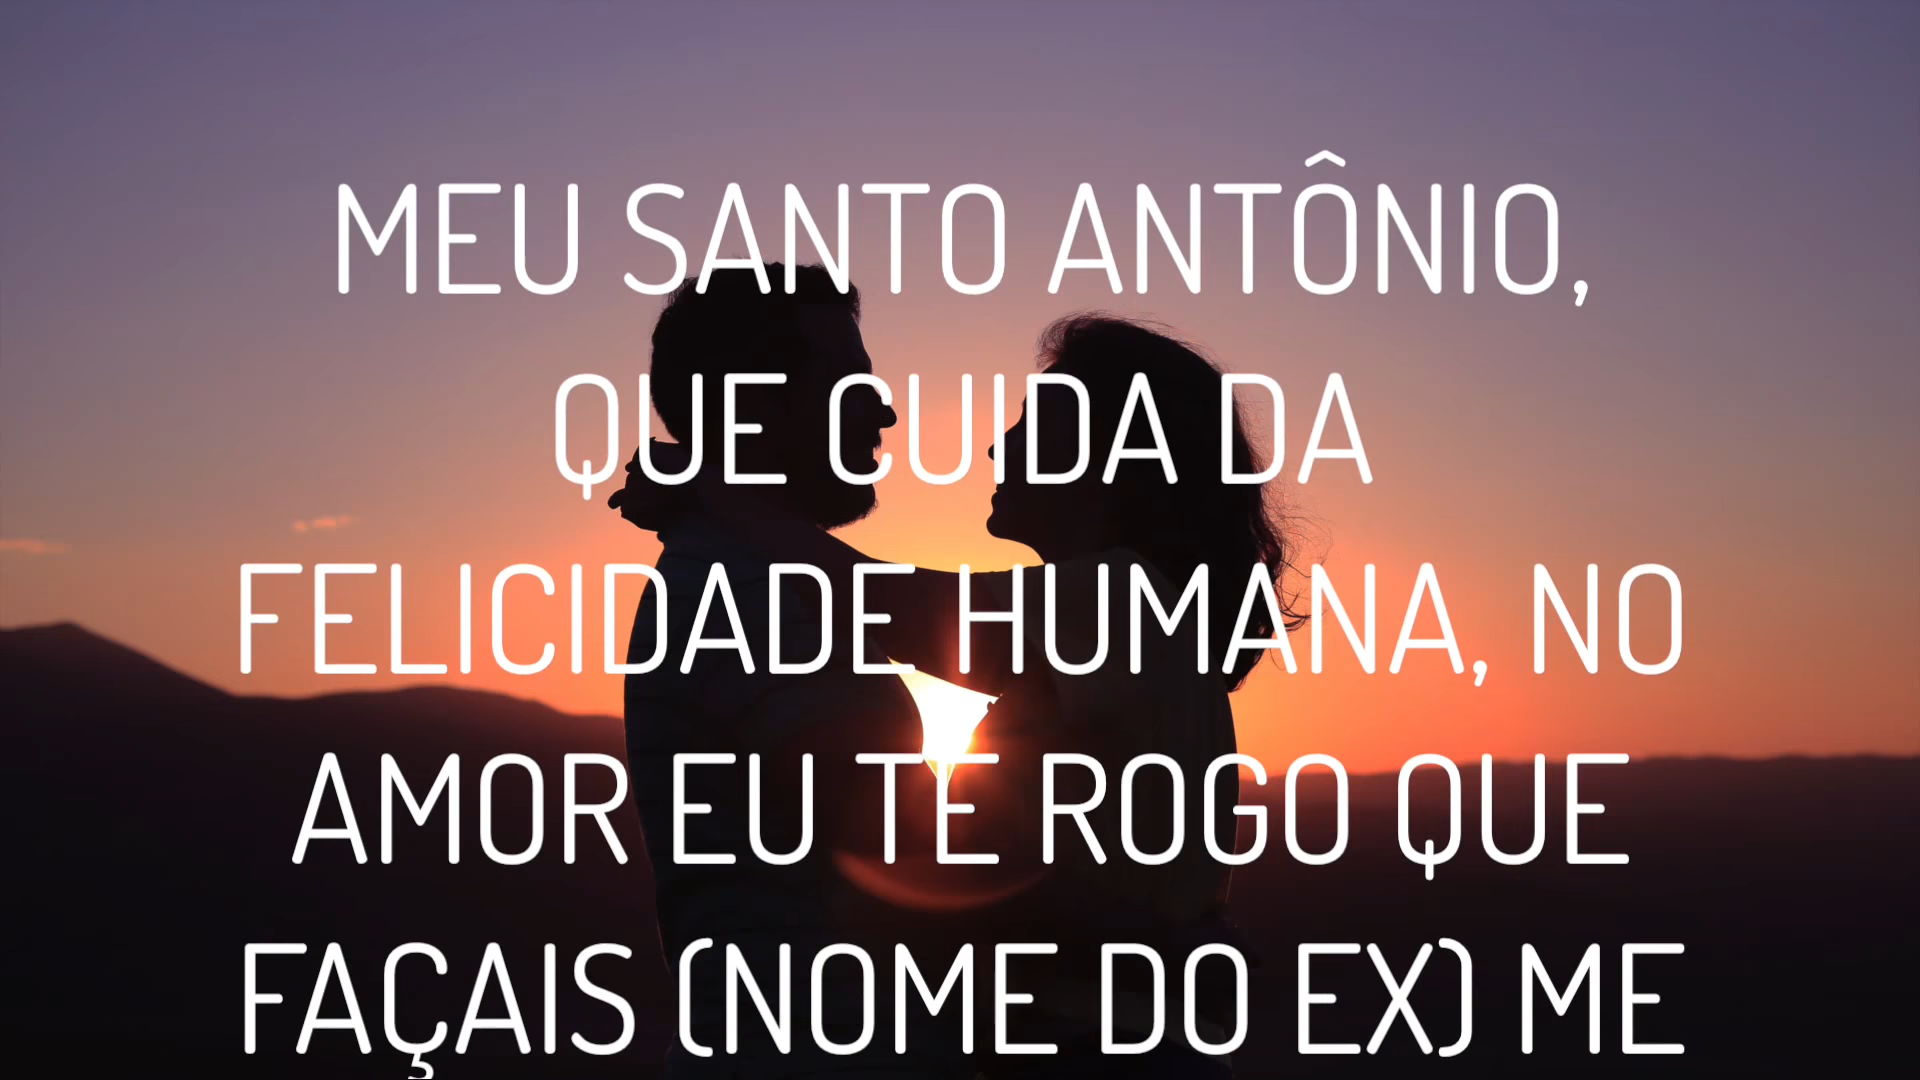 MEU SANTO ANTÔNIO,
QUE CUIDA DA
FELICIDADE HUMANA, NO
AMOR EU TE ROGO QUE
FAÇAIS (NOME DO EX) ME